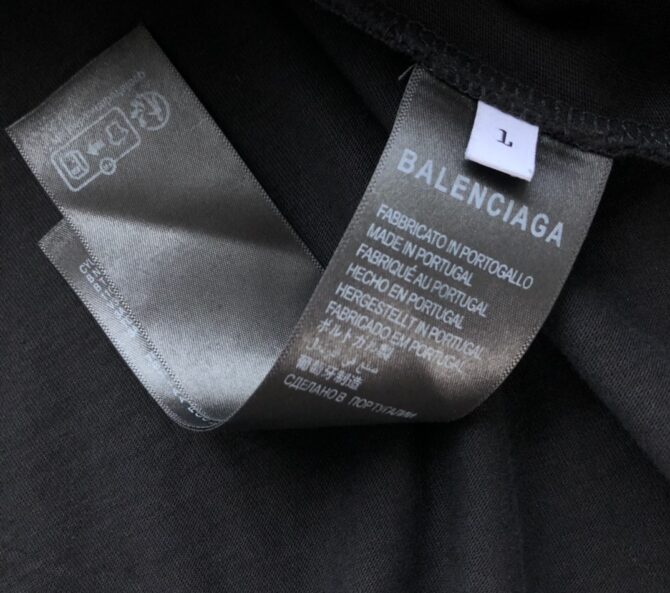 L
BALENCIAGA
FABBRICATO IN PORTOGALLO
MADE IN PORTUGAL
FABRIQUÉ AU PORTUGAL
HECHO EN PORTUGAL
HERGESTELLT IN PORTUGAL
FABRICADO EM PORTUGAL
ポルトガル製
葡萄牙制造
СДЕЛАНО В ПОРТУГАЛИИ